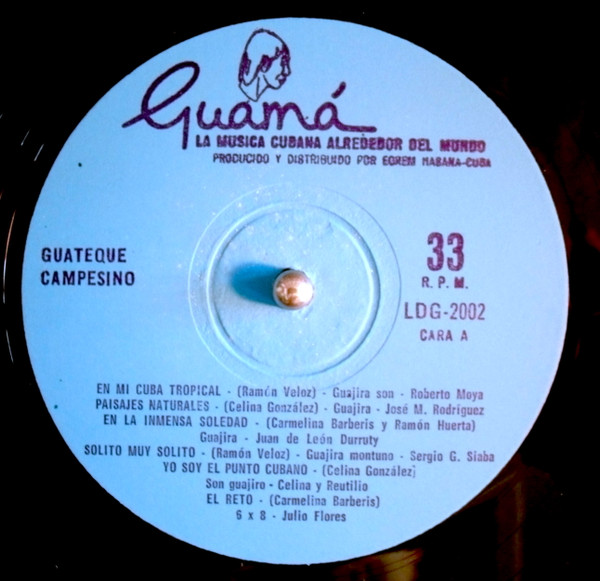 Guamá
LA MUSICA CUBANA ALREDEDOR DEL MUNDO
PRODUCIDO Y DISTRIBUIDO POR EGREM HABANA-CUBA
GUATEQUE
CAMPESINO
33
R. P. M.
LDG-2002
CARA A
EN MI CUBA TROPICAL - (Ramón Veloz) - Guajira son - Roberto Moya
PAISAJES NATURALES - (Celina González) - Guajira - José M. Rodríguez
EN LA INMENSA SOLEDAD - (Carmelina Barberis y Ramón Huerta)
Guajira - Juan de León Durruty
SOLITO MUY SOLITO - (Ramón Veloz) - Guajira montuno - Sergio G. Siaba
YO SOY EL PUNTO CUBANO - (Celina González)
Son guajiro - Celina y Reutilio
EL RETO - (Carmelina Barberis)
6 x 8 - Julio Flores